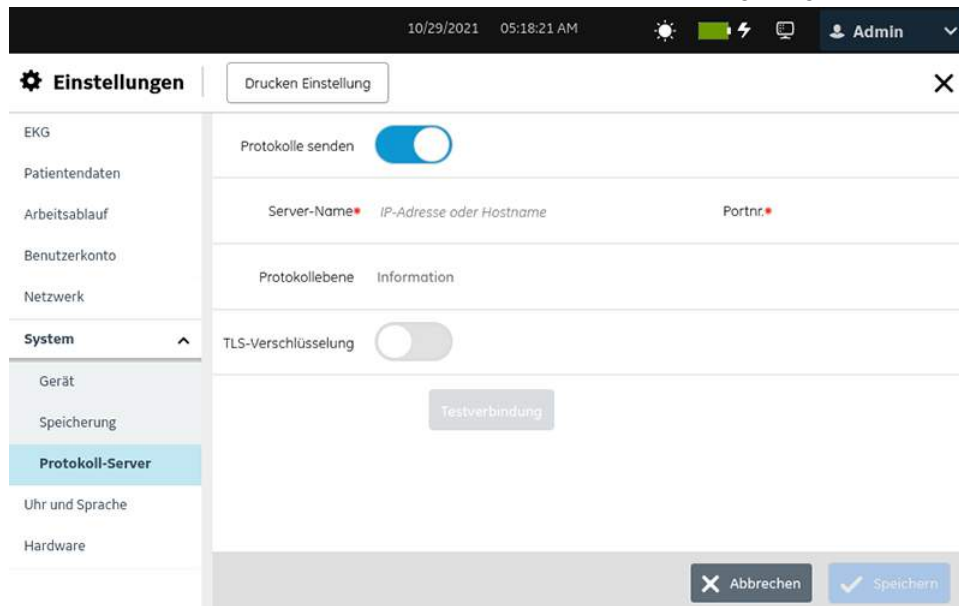 10/29/2021 05:18:21 AM Admin
Einstellungen Drucken Einstellung
EKG
Patientendaten
Arbeitsablauf
Benutzerkonto
Netzwerk
System
Gerät
Speicherung
Protokoll-Server
Uhr und Sprache
Hardware
Protokolle senden
Server-Name* IP-Adresse oder Hostname Portnr.*
Protokollebene Information
TLS-Verschlüsselung
Testverbindung
Abbrechen Speichern